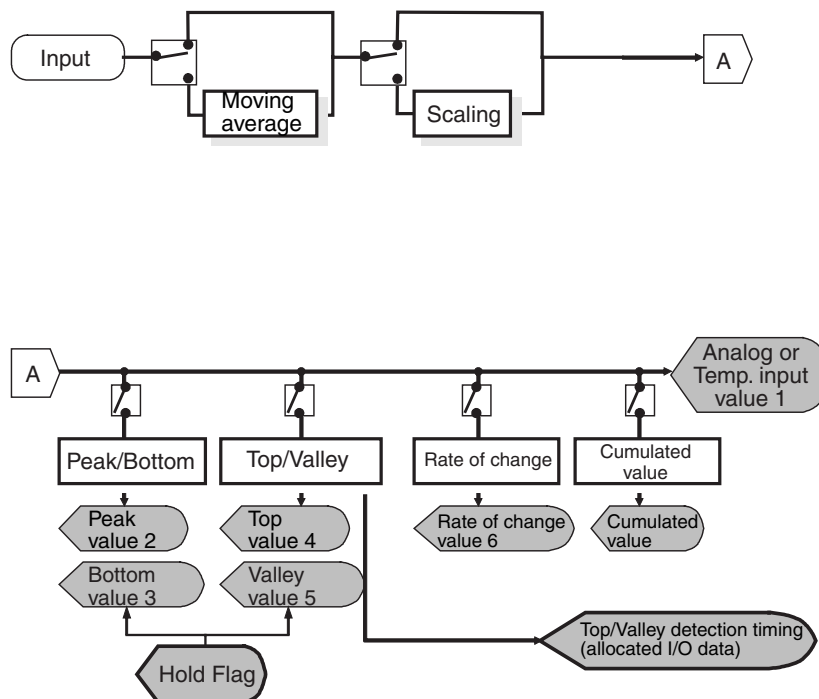 Input
Moving
average
Scaling
A
A
Analog or
Temp. input
value 1
Peak/Bottom
Top/Valley
Rate of change
Cumulated
value
Peak
value 2
Top
value 4
Rate of change
value 6
Cumulated
value
Bottom
value 3
Valley
value 5
Top/Valley detection timing
(allocated I/O data)
Hold Flag